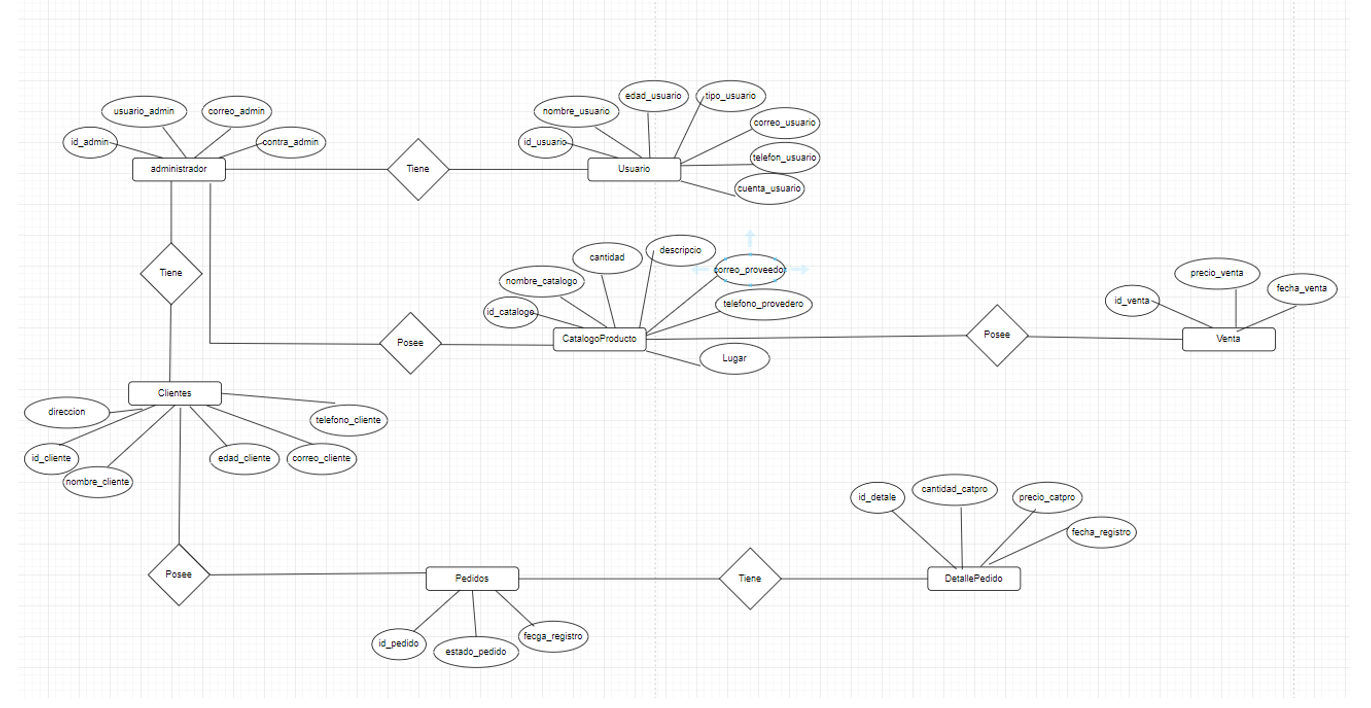 usuario_admin
correo_admin
id_admin
contra_admin
administrador
Tiene
edad_usuario
tipo_usuario
nombre_usuario
correo_usuario
id_usuario
telefon_usuario
Usuario
cuenta_usuario
Tiene
cantidad
descripcio
correo_proveedor
nombre_catalogo
telefono_provedero
id_catalogo
CatalogoProducto
Lugar
Posee
Posee
precio_venta
id_venta
fecha_venta
Venta
Clientes
direccion
telefono_cliente
id_cliente
nombre_cliente
edad_cliente
correo_cliente
Posee
Pedidos
id_pedido
estado_pedido
fecga_registro
Tiene
id_detale
cantidad_catpro
precio_catpro
fecha_registro
DetallePedido